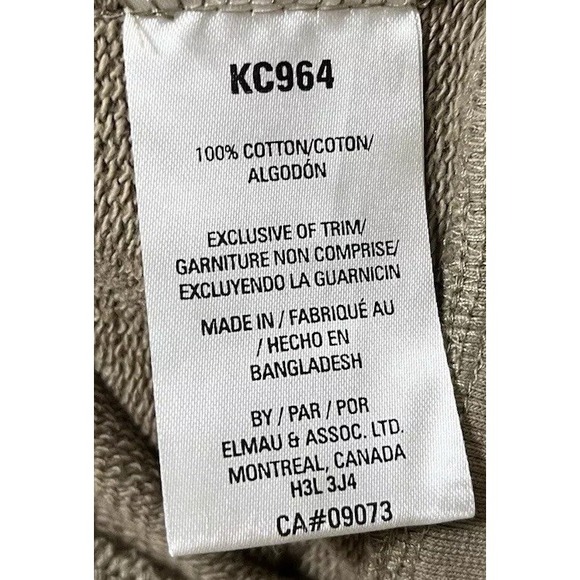 KC964
100% COTTON/COTON/
ALGODÓN
EXCLUSIVE OF TRIM/
GARNITURE NON COMPRISE/
EXCLUYENDO LA GUARNICIN
MADE IN / FABRIQUÉ AU
/ HECHO EN
BANGLADESH
BY / PAR / POR
ELMAU & ASSOC. LTD.
MONTREAL, CANADA
H3L 3J4
CA#09073